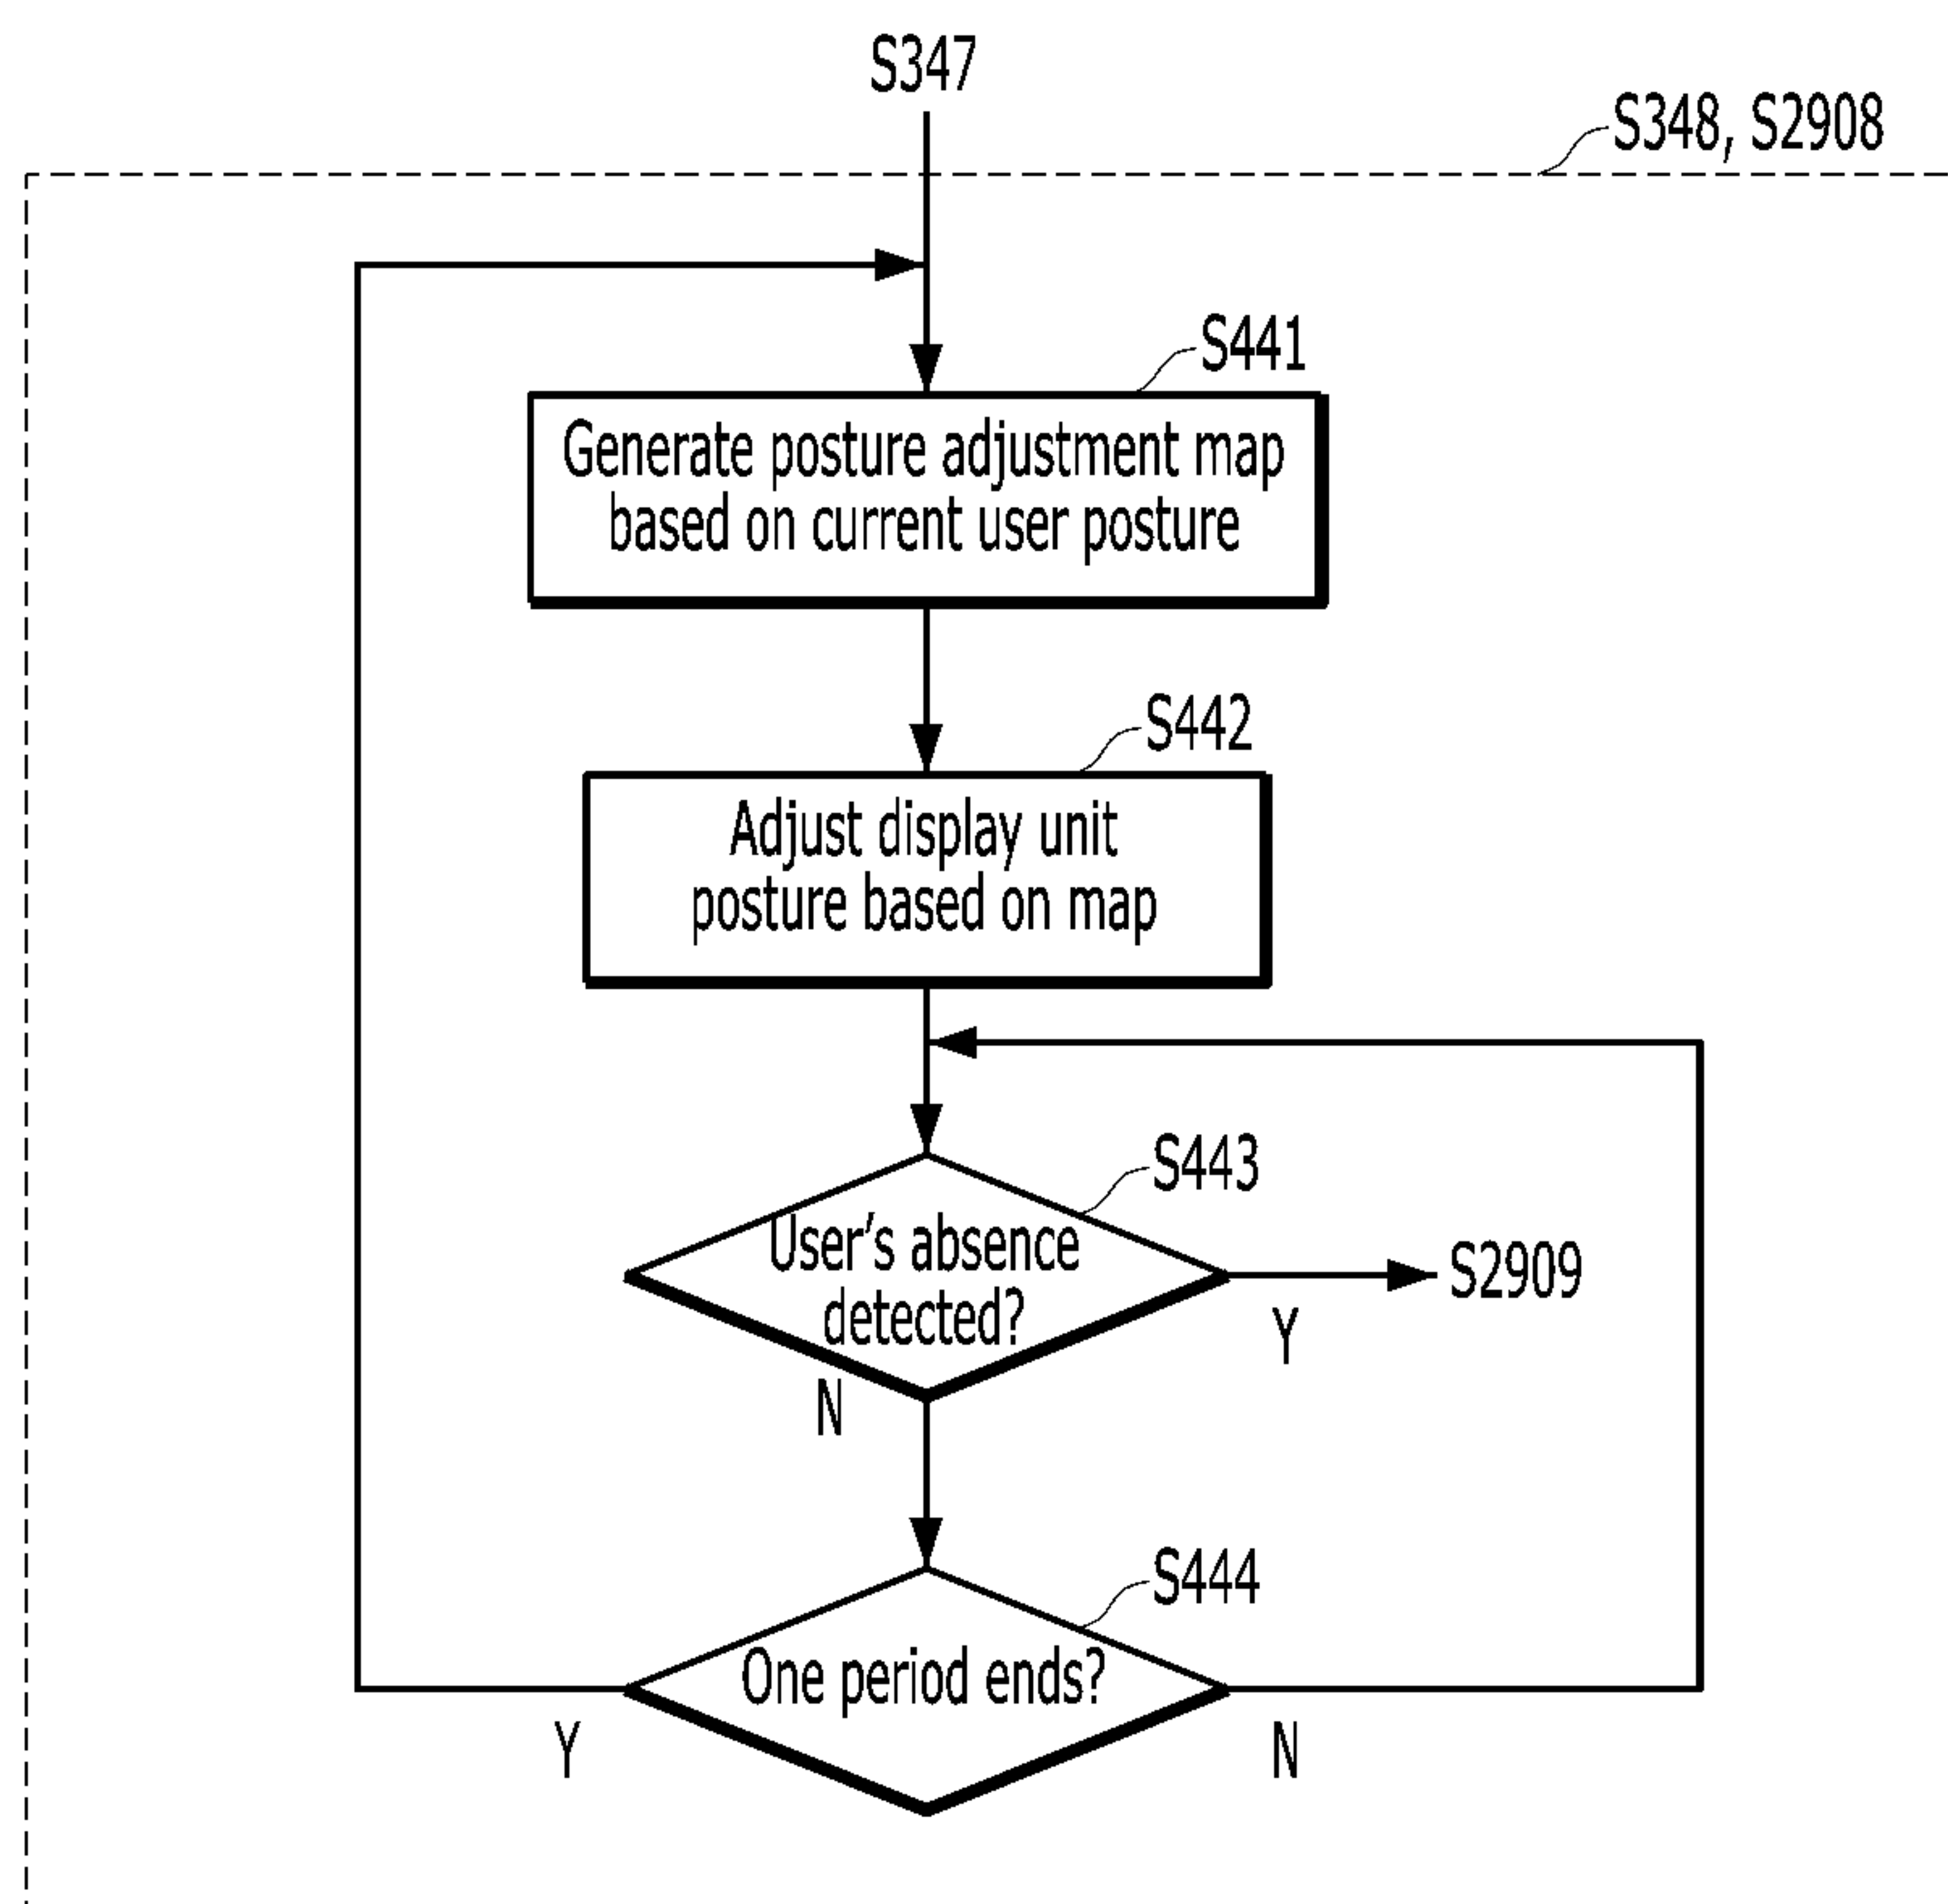 S347
S348, S2908
S441
Generate posture adjustment map
based on current user posture
S442
Adjust display unit
posture based on map
S443
User's absence
detected?
S2909
Y
N
S444
One period ends?
Y
N